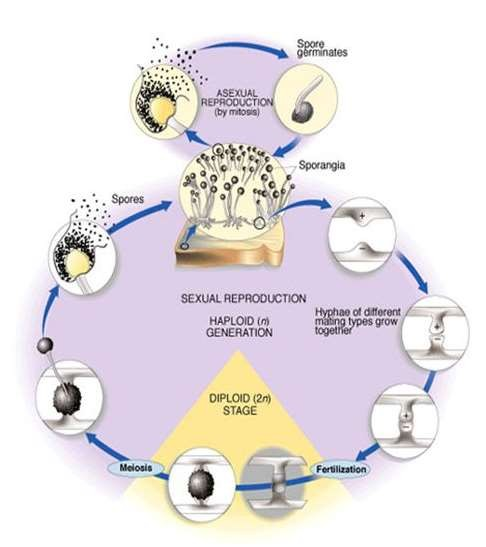 Spore
germinates
ASEXUAL
REPRODUCTION
(by mitosis)
Sporangia
Spores
+
SEXUAL REPRODUCTION
HAPLOID (n)
GENERATION
Hyphae of different
mating types grow
together
+
−
+
−
DIPLOID (2n)
STAGE
Meiosis
Fertilization